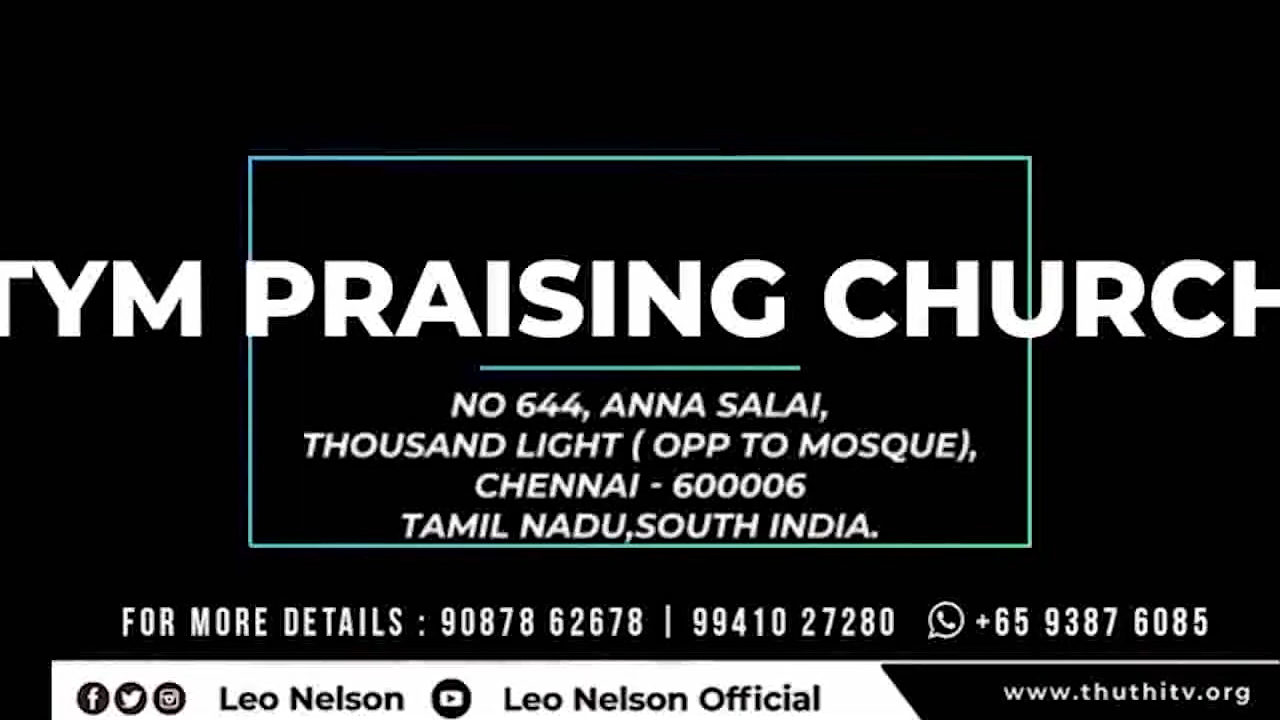 TYM PRAISING CHURCH
NO 644, ANNA SALAI,
THOUSAND LIGHT ( OPP TO MOSQUE),
CHENNAI - 600006
TAMIL NADU,SOUTH INDIA.
FOR MORE DETAILS : 90878 62678 | 99410 27280 +65 9387 6085
Leo Nelson Leo Nelson Official www.thuthitv.org